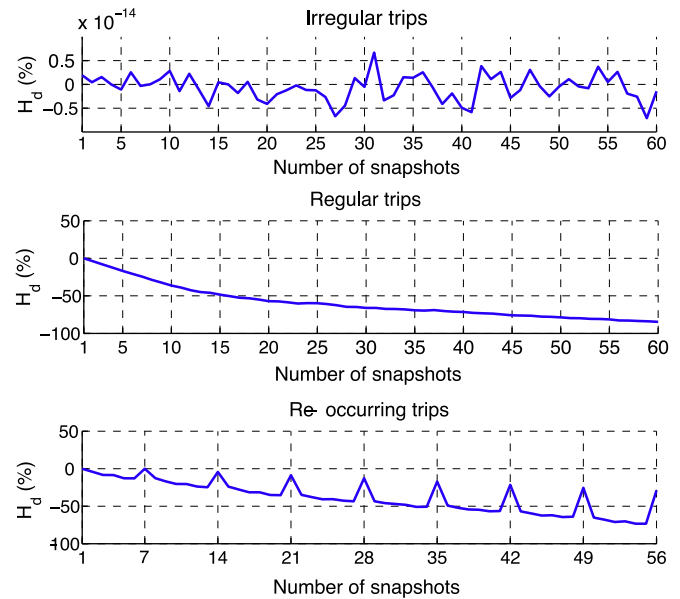 x 10^-14
Irregular trips
0.5
0
−0.5
H_d (%)
1 5 10 15 20 25 30 35 40 45 50 55 60
Number of snapshots
Regular trips
50
0
−50
−100
H_d (%)
1 5 10 15 20 25 30 35 40 45 50 55 60
Number of snapshots
Re- occurring trips
50
0
−50
−100
H_d (%)
1 7 14 21 28 35 42 49 56
Number of snapshots